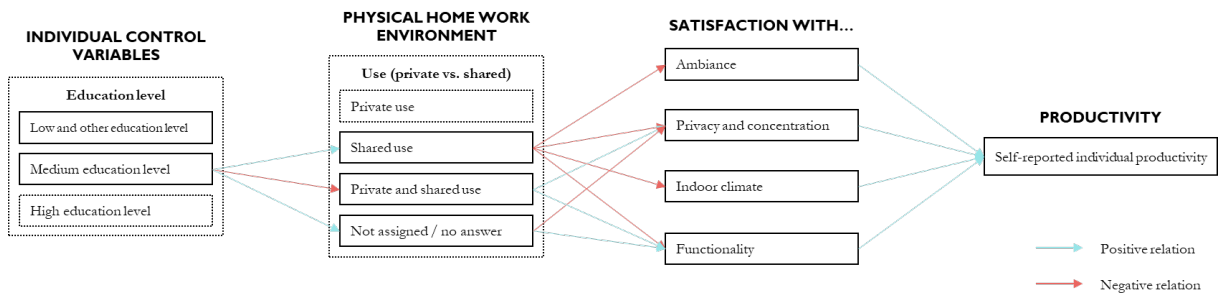 INDIVIDUAL CONTROL
VARIABLES
Education level
Low and other education level
Medium education level
High education level
PHYSICAL HOME WORK
ENVIRONMENT
Use (private vs. shared)
Private use
Shared use
Private and shared use
Not assigned / no answer
SATISFACTION WITH...
Ambiance
Privacy and concentration
Indoor climate
Functionality
PRODUCTIVITY
Self-reported individual productivity
Positive relation
Negative relation